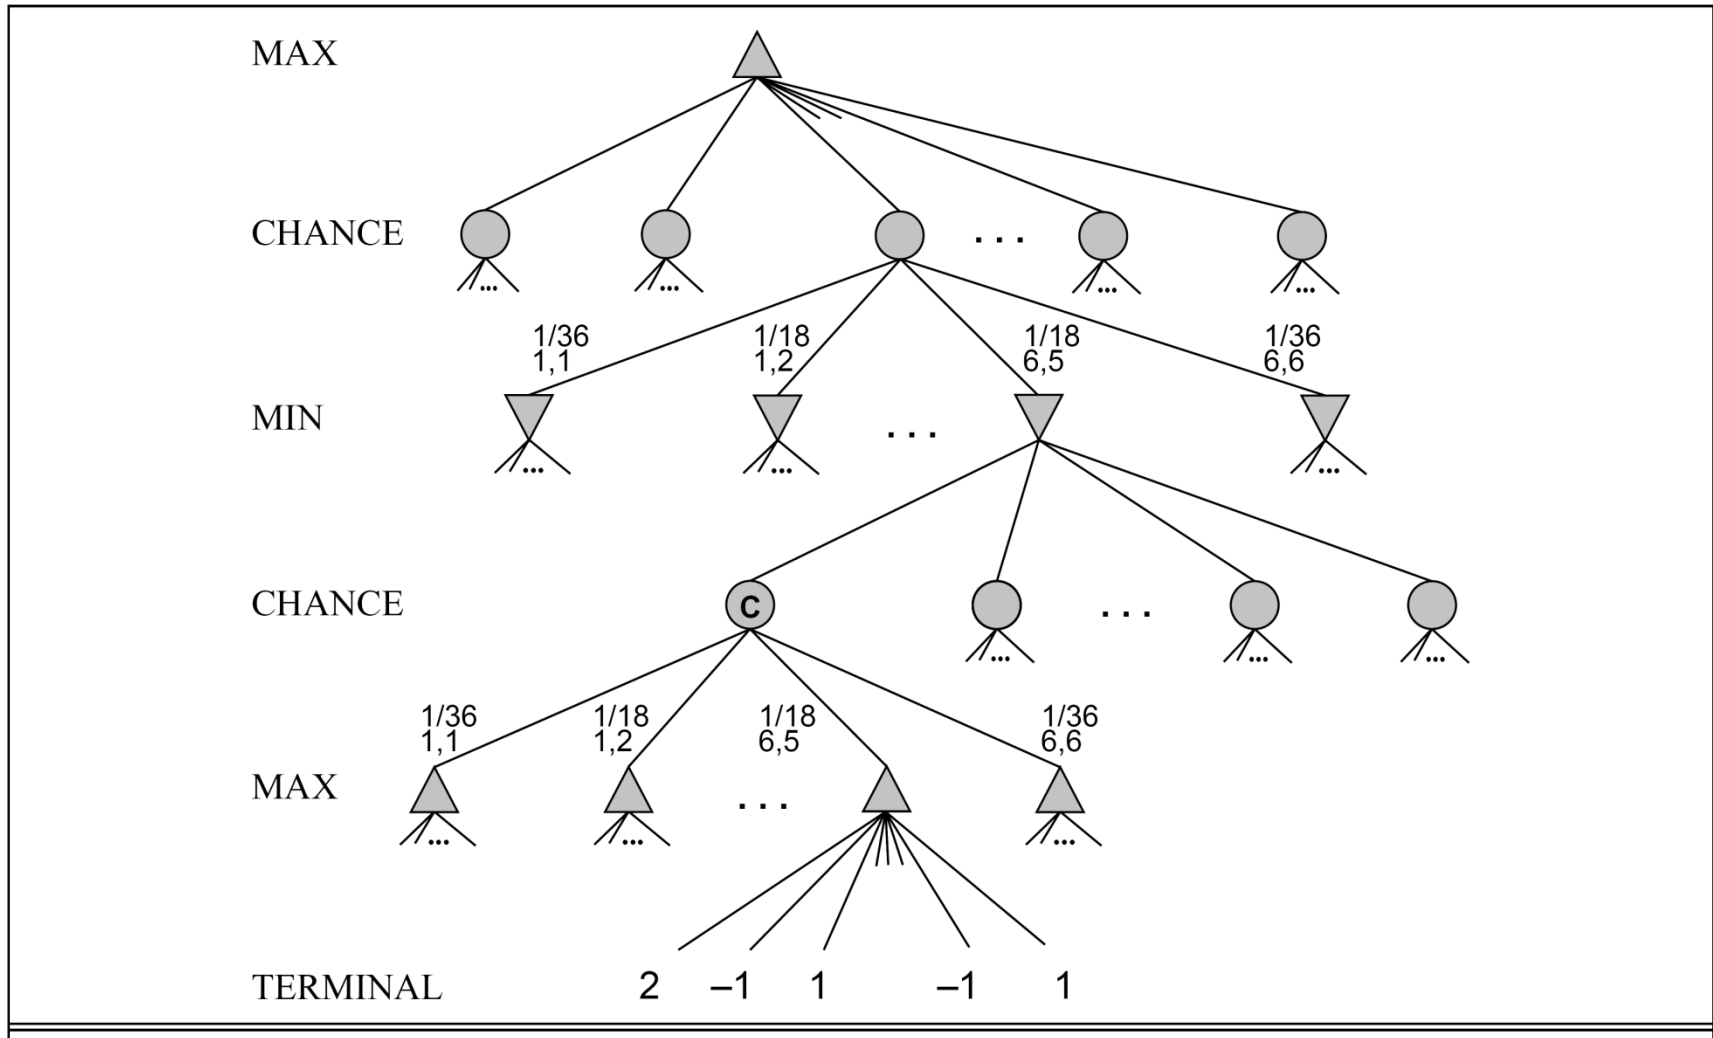 MAX
CHANCE
. . .
... ... ... ...
1/36 1/18 1/18 1/36
1,1 1,2 6,5 6,6
MIN
. . .
... ... ...
CHANCE
C
. . .
... ... ...
1/36 1/18 1/18 1/36
1,1 1,2 6,5 6,6
MAX
. . .
... ... ...
TERMINAL 2 –1 1 –1 1